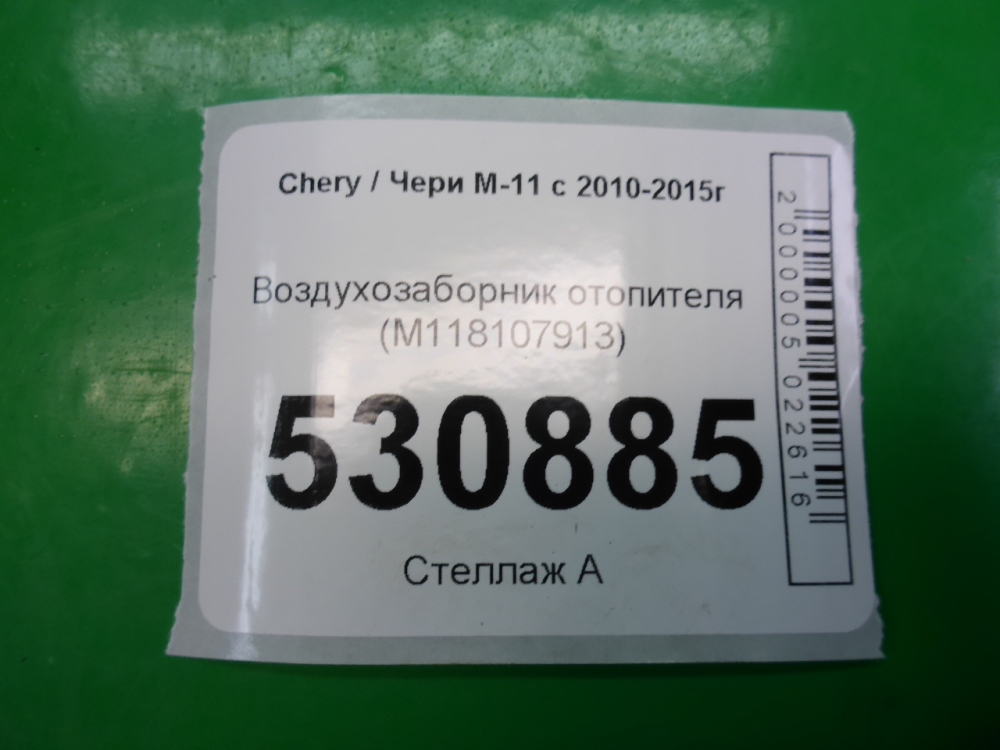 Chery / Чери М-11 с 2010-2015г
Воздухозаборник отопителя
(M118107913)
530885
Стеллаж А
2 000005 022616